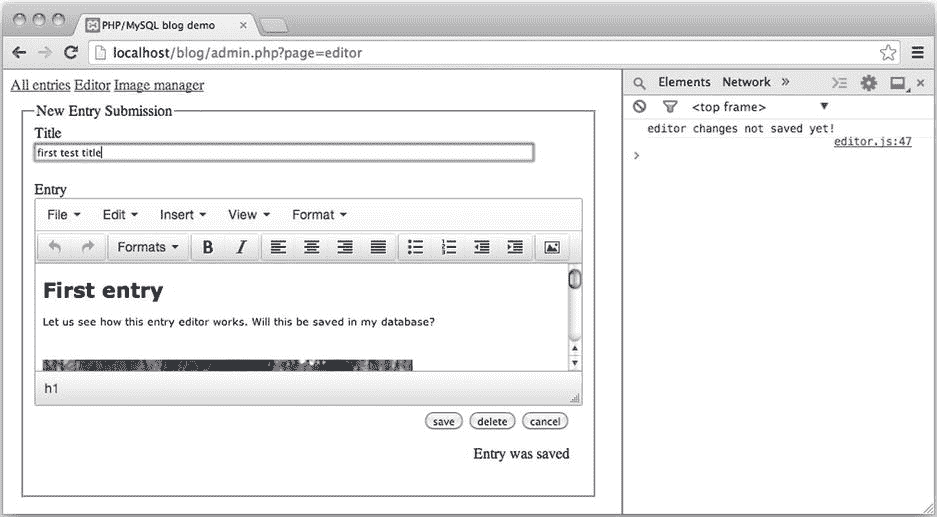 PHP/MySQL blog demo
localhost/blog/admin.php?page=editor
All entries Editor Image manager
New Entry Submission
Title
first test title
Entry
File Edit Insert View Format
Formats B I
First entry
Let us see how this entry editor works. Will this be saved in my database?
h1
save delete cancel
Entry was saved
Elements Network »
<top frame>
editor changes not saved yet!
editor.js:47